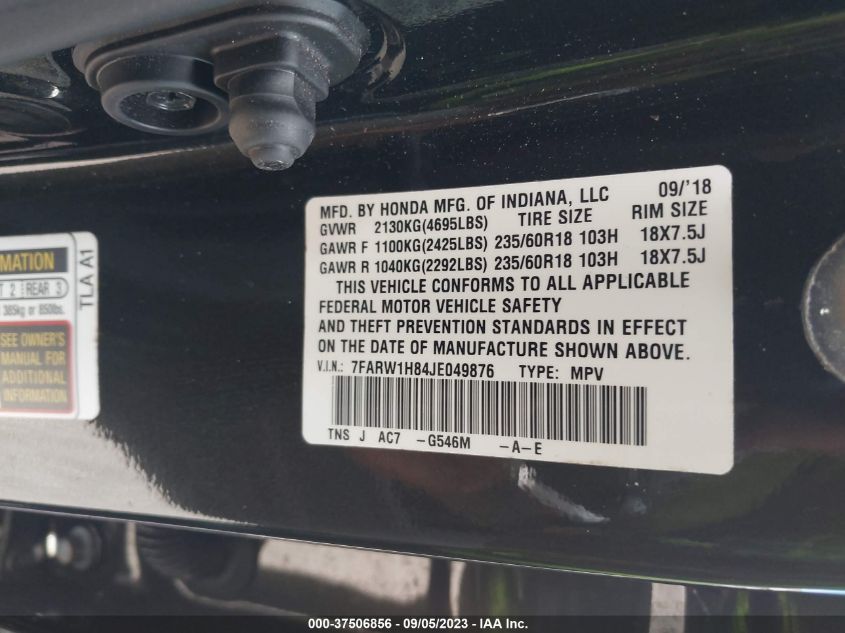 MFD. BY HONDA MFG. OF INDIANA, LLC 09/'18
GVWR 2130KG(4695LBS) TIRE SIZE RIM SIZE
GAWR F 1100KG(2425LBS) 235/60R18 103H 18X7.5J
GAWR R 1040KG(2292LBS) 235/60R18 103H 18X7.5J
THIS VEHICLE CONFORMS TO ALL APPLICABLE
FEDERAL MOTOR VEHICLE SAFETY
AND THEFT PREVENTION STANDARDS IN EFFECT
ON THE DATE OF MANUFACTURE SHOWN ABOVE.
V.I.N.: 7FARW1H84JE049876 TYPE: MPV
TNS J AC7 -G546M -A-E
2 REAR 3
385kg or 850lbs.
SEE OWNER'S
MANUAL FOR
ADDITIONAL
INFORMATION
TLA A1
000-37506856 - 09/05/2023 - IAA Inc.